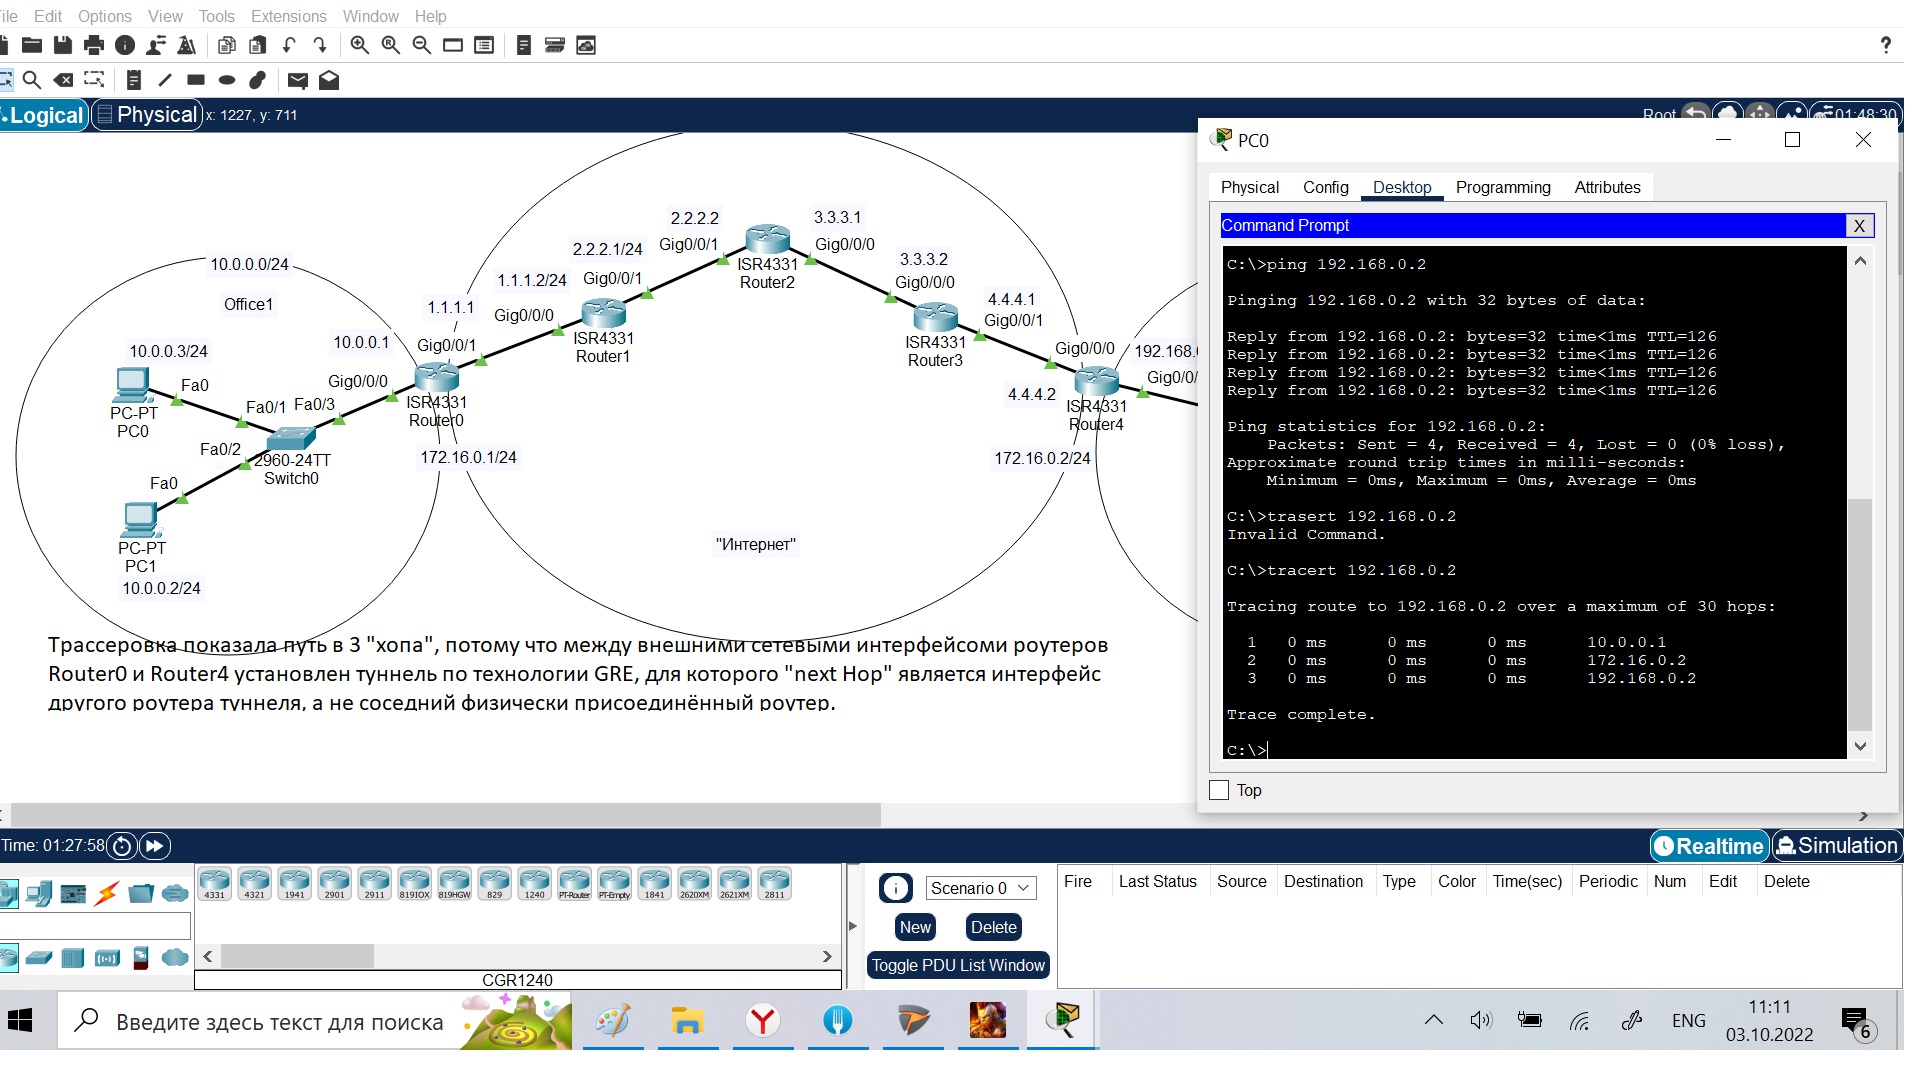 File Edit Options View Tools Extensions Window Help
?
Logical Physical x: 1227, y: 711
Root 01:48:30
10.0.0.0/24
Office1
10.0.0.3/24
Fa0
PC-PT
PC0
Fa0/1 Fa0/3
Fa0/2
2960-24TT
Switch0
Fa0
PC-PT
PC1
10.0.0.2/24
10.0.0.1
Gig0/0/0
1.1.1.1
Gig0/0/1
ISR4331
Router0
172.16.0.1/24
1.1.1.2/24
Gig0/0/0
2.2.2.1/24
Gig0/0/1
ISR4331
Router1
2.2.2.2
Gig0/0/1
ISR4331
Router2
3.3.3.1
Gig0/0/0
3.3.3.2
Gig0/0/0
ISR4331
Router3
4.4.4.1
Gig0/0/1
Gig0/0/0
4.4.4.2
ISR4331
Router4
172.16.0.2/24
192.168.0
Gig0/0/
"Интернет"
Трассеровка показала путь в 3 "хопа", потому что между внешними сетевыми интерфейсоми роутеров
Router0 и Router4 установлен туннель по технологии GRE, для которого "next Hop" является интерфейс
другого роутера туннеля, а не соседний физически присоединённый роутер.
PC0
Physical Config Desktop Programming Attributes
Command Prompt X
C:\>ping 192.168.0.2
Pinging 192.168.0.2 with 32 bytes of data:
Reply from 192.168.0.2: bytes=32 time<1ms TTL=126
Reply from 192.168.0.2: bytes=32 time<1ms TTL=126
Reply from 192.168.0.2: bytes=32 time<1ms TTL=126
Reply from 192.168.0.2: bytes=32 time<1ms TTL=126
Ping statistics for 192.168.0.2:
Packets: Sent = 4, Received = 4, Lost = 0 (0% loss),
Approximate round trip times in milli-seconds:
Minimum = 0ms, Maximum = 0ms, Average = 0ms
C:\>trasert 192.168.0.2
Invalid Command.
C:\>tracert 192.168.0.2
Tracing route to 192.168.0.2 over a maximum of 30 hops:
1 0 ms 0 ms 0 ms 10.0.0.1
2 0 ms 0 ms 0 ms 172.16.0.2
3 0 ms 0 ms 0 ms 192.168.0.2
Trace complete.
C:\>
Top
Time: 01:27:58
Realtime Simulation
4331 4321 1941 2901 2911 819IOX 819HGW 829 1240 PT-Router PT-Empty 1841 2620XM 2621XM 2811
CGR1240
Scenario 0
New Delete
Toggle PDU List Window
Fire Last Status Source Destination Type Color Time(sec) Periodic Num Edit Delete
Введите здесь текст для поиска
ENG
11:11
03.10.2022
6